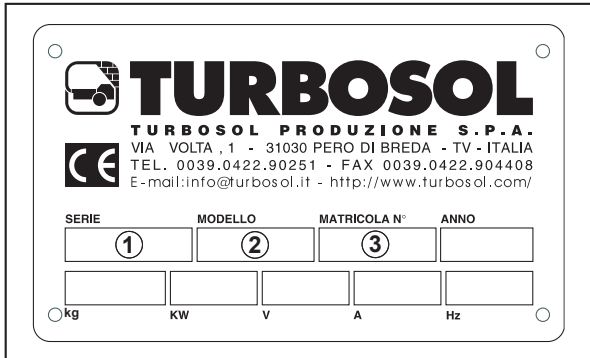 TURBOSOL
TURBOSOL PRODUZIONE S.P.A.
VIA VOLTA , 1 - 31030 PERO DI BREDA - TV - ITALIA
CE
TEL. 0039.0422.90251 - FAX 0039.0422.904408
E-mail:info@turbosol.it - http://www.turbosol.com/
SERIE MODELLO MATRICOLA N° ANNO
1 2 3
kg KW V A Hz